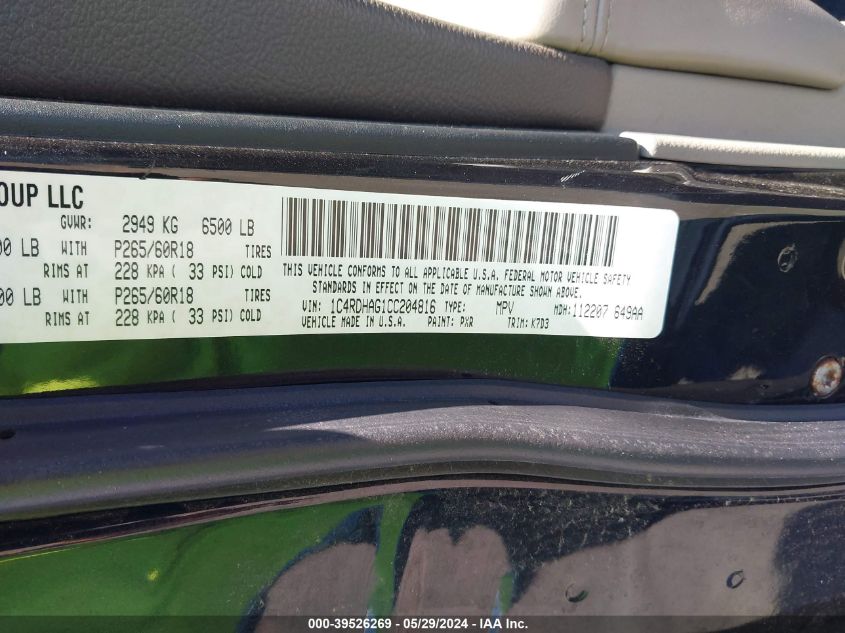 OUP LLC
GVWR: 2949 KG 6500 LB
00 LB WITH P265/60R18 TIRES
RIMS AT 228 KPA ( 33 PSI) COLD
00 LB WITH P265/60R18 TIRES
RIMS AT 228 KPA ( 33 PSI) COLD
THIS VEHICLE CONFORMS TO ALL APPLICABLE U.S.A. FEDERAL MOTOR VEHICLE SAFETY
STANDARDS IN EFFECT ON THE DATE OF MANUFACTURE SHOWN ABOVE.
VIN: 1C4RDHAG1CC204816 TYPE: MPV MDH: 112207 649AA
VEHICLE MADE IN U.S.A. PAINT: PXR TRIM: K7D3
000-39526269 - 05/29/2024 - IAA Inc.